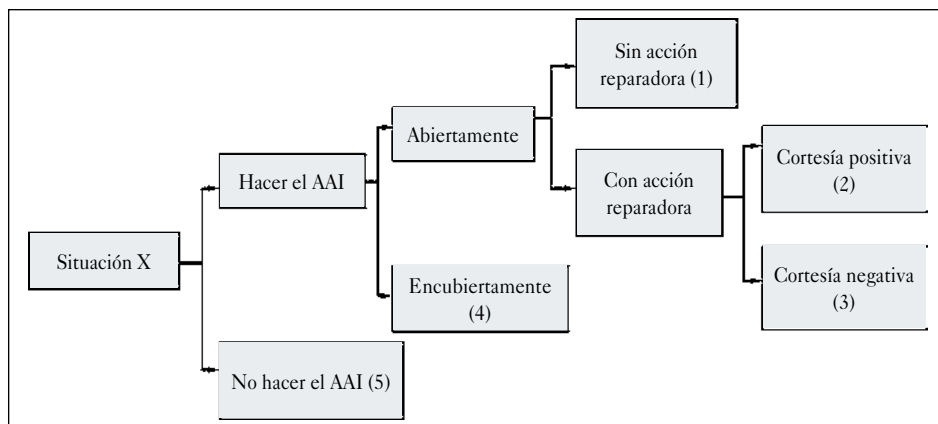 Situación X
Hacer el AAI
No hacer el AAI (5)
Abiertamente
Encubiertamente
(4)
Sin acción
reparadora (1)
Con acción
reparadora
Cortesía positiva
(2)
Cortesía negativa
(3)